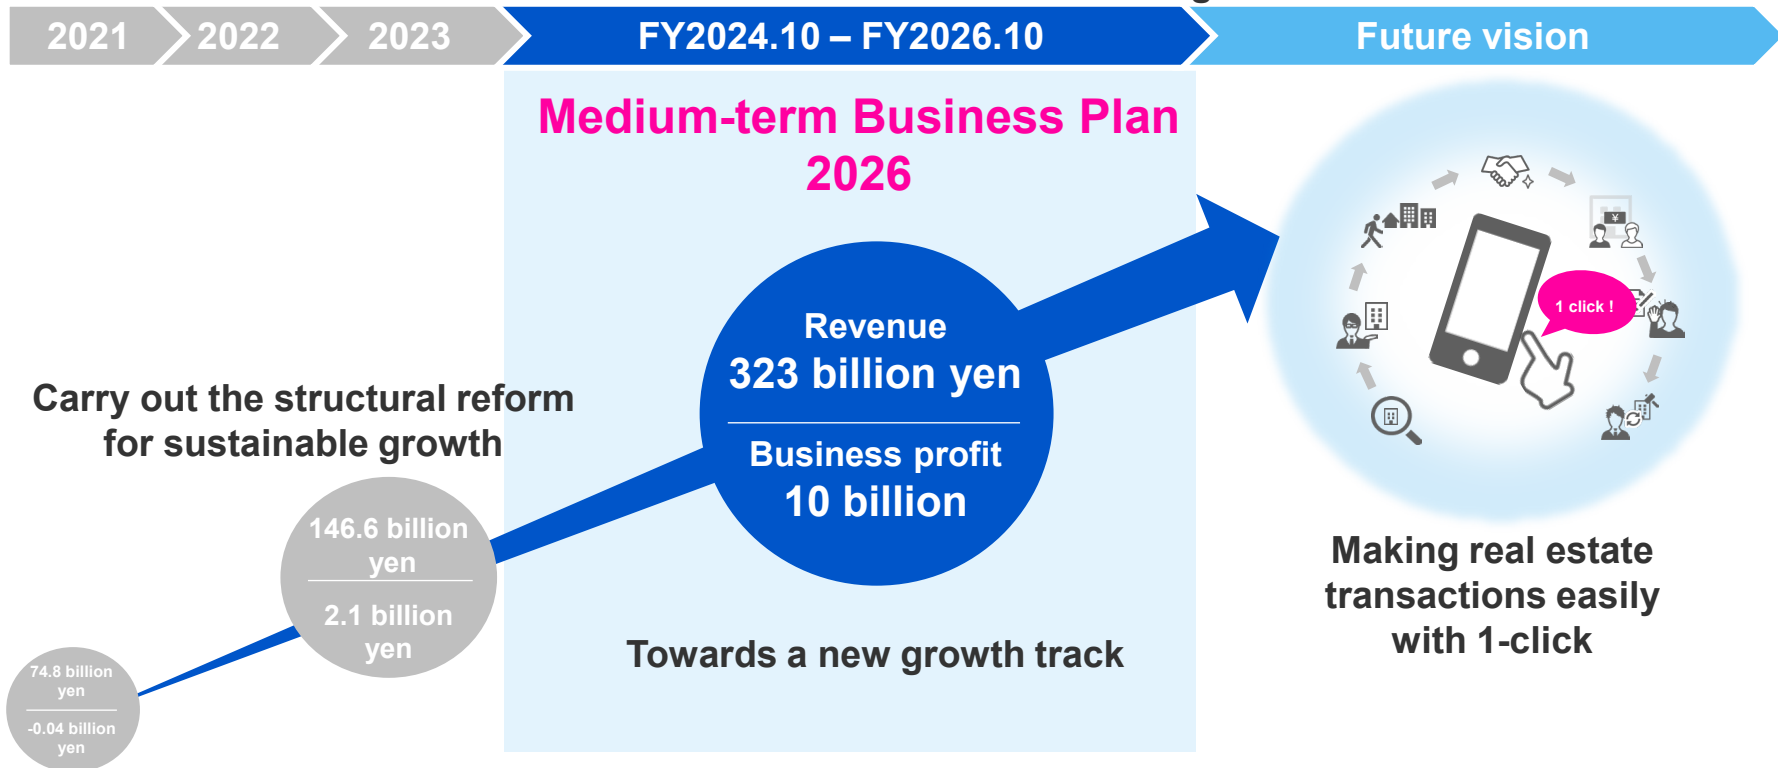 2021
2022
2023
FY2024.10 – FY2026.10
Future vision
Medium-term Business Plan
2026
Revenue
323 billion yen
Business profit
10 billion
Carry out the structural reform
for sustainable growth
146.6 billion
yen
2.1 billion
yen
74.8 billion
yen
-0.04 billion
yen
Towards a new growth track
¥
1 click !
Making real estate
transactions easily
with 1-click